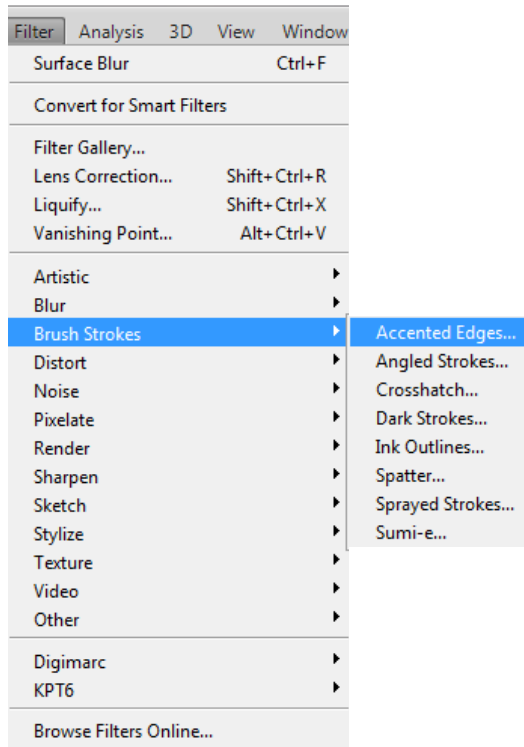 Filter Analysis 3D View Window
Surface Blur Ctrl+F
Convert for Smart Filters
Filter Gallery...
Lens Correction... Shift+Ctrl+R
Liquify... Shift+Ctrl+X
Vanishing Point... Alt+Ctrl+V
Artistic
Blur
Brush Strokes
Distort
Noise
Pixelate
Render
Sharpen
Sketch
Stylize
Texture
Video
Other
Digimarc
KPT6
Browse Filters Online...
Accented Edges...
Angled Strokes...
Crosshatch...
Dark Strokes...
Ink Outlines...
Spatter...
Sprayed Strokes...
Sumi-e...